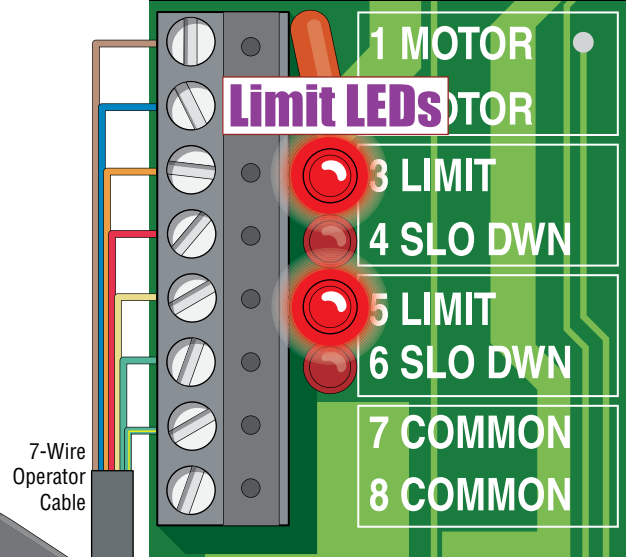 1 MOTOR
Limit LEDs
OTOR
3 LIMIT
4 SLO DWN
5 LIMIT
6 SLO DWN
7 COMMON
8 COMMON
7-Wire
Operator
Cable